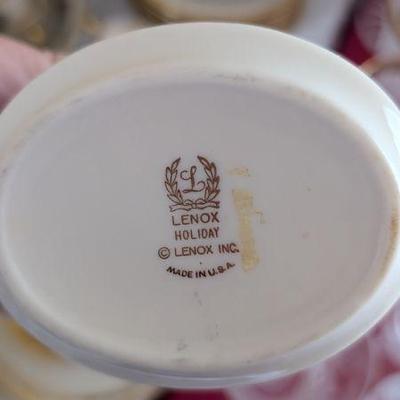 L
LENOX
HOLIDAY
© LENOX INC.
MADE IN U.S.A.